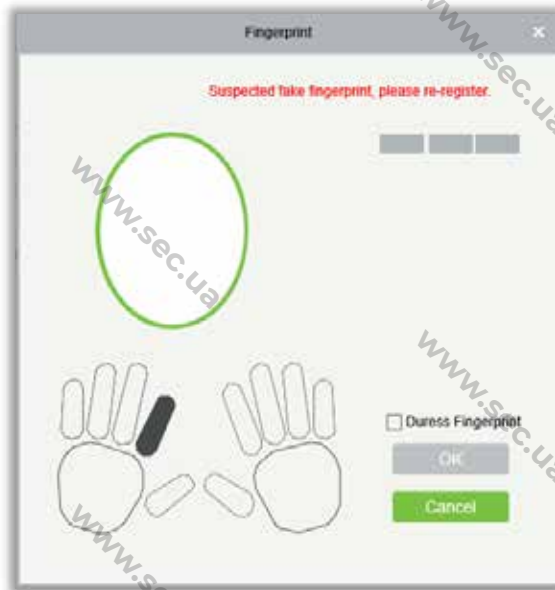 Fingerprint
Suspected fake fingerprint, please re-register.
Duress Fingerprint
OK
Cancel
www.sec.ua
www.sec.ua
www.sec.ua
www.sec.ua